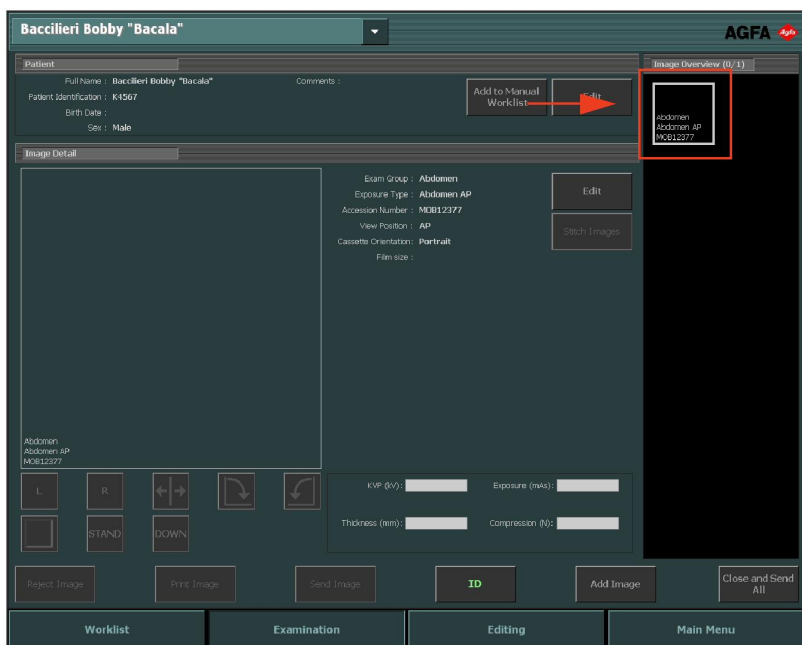 Baccilieri Bobby "Bacala"
AGFA
Agfa
Patient
Full Name : Baccilieri Bobby "Bacala"
Comments :
Patient Identification : K4567
Birth Date :
Sex : Male
Add to Manual
Worklist
Edit
Image Overview (0/1)
Abdomen
Abdomen AP
MOB12377
Image Detail
Exam Group : Abdomen
Exposure Type : Abdomen AP
Accession Number : MOB12377
View Position : AP
Cassette Orientation: Portrait
Film size :
Edit
Stitch Images
Abdomen
Abdomen AP
MOB12377
L
R
STAND
DOWN
KVP (kV):
Exposure (mAs):
Thickness (mm):
Compression (N):
Reject Image
Print Image
Send Image
ID
Add Image
Close and Send
All
Worklist
Examination
Editing
Main Menu